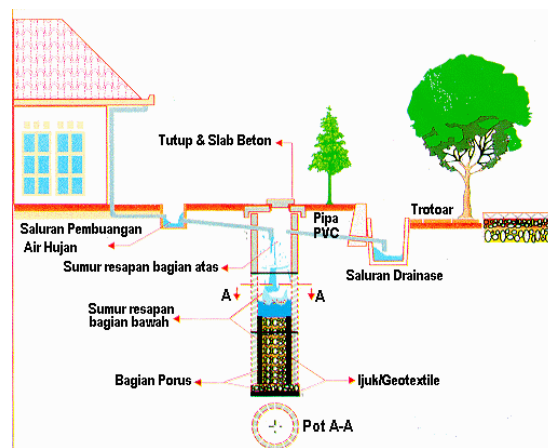 Tutup & Slab Beton
Trotoar
Saluran Pembuangan
Air Hujan
Pipa
PVC
Sumur resapan bagian atas
Saluran Drainase
A
A
Sumur resapan
bagian bawah
Bagian Porus
Ijuk/Geotextile
Pot A-A